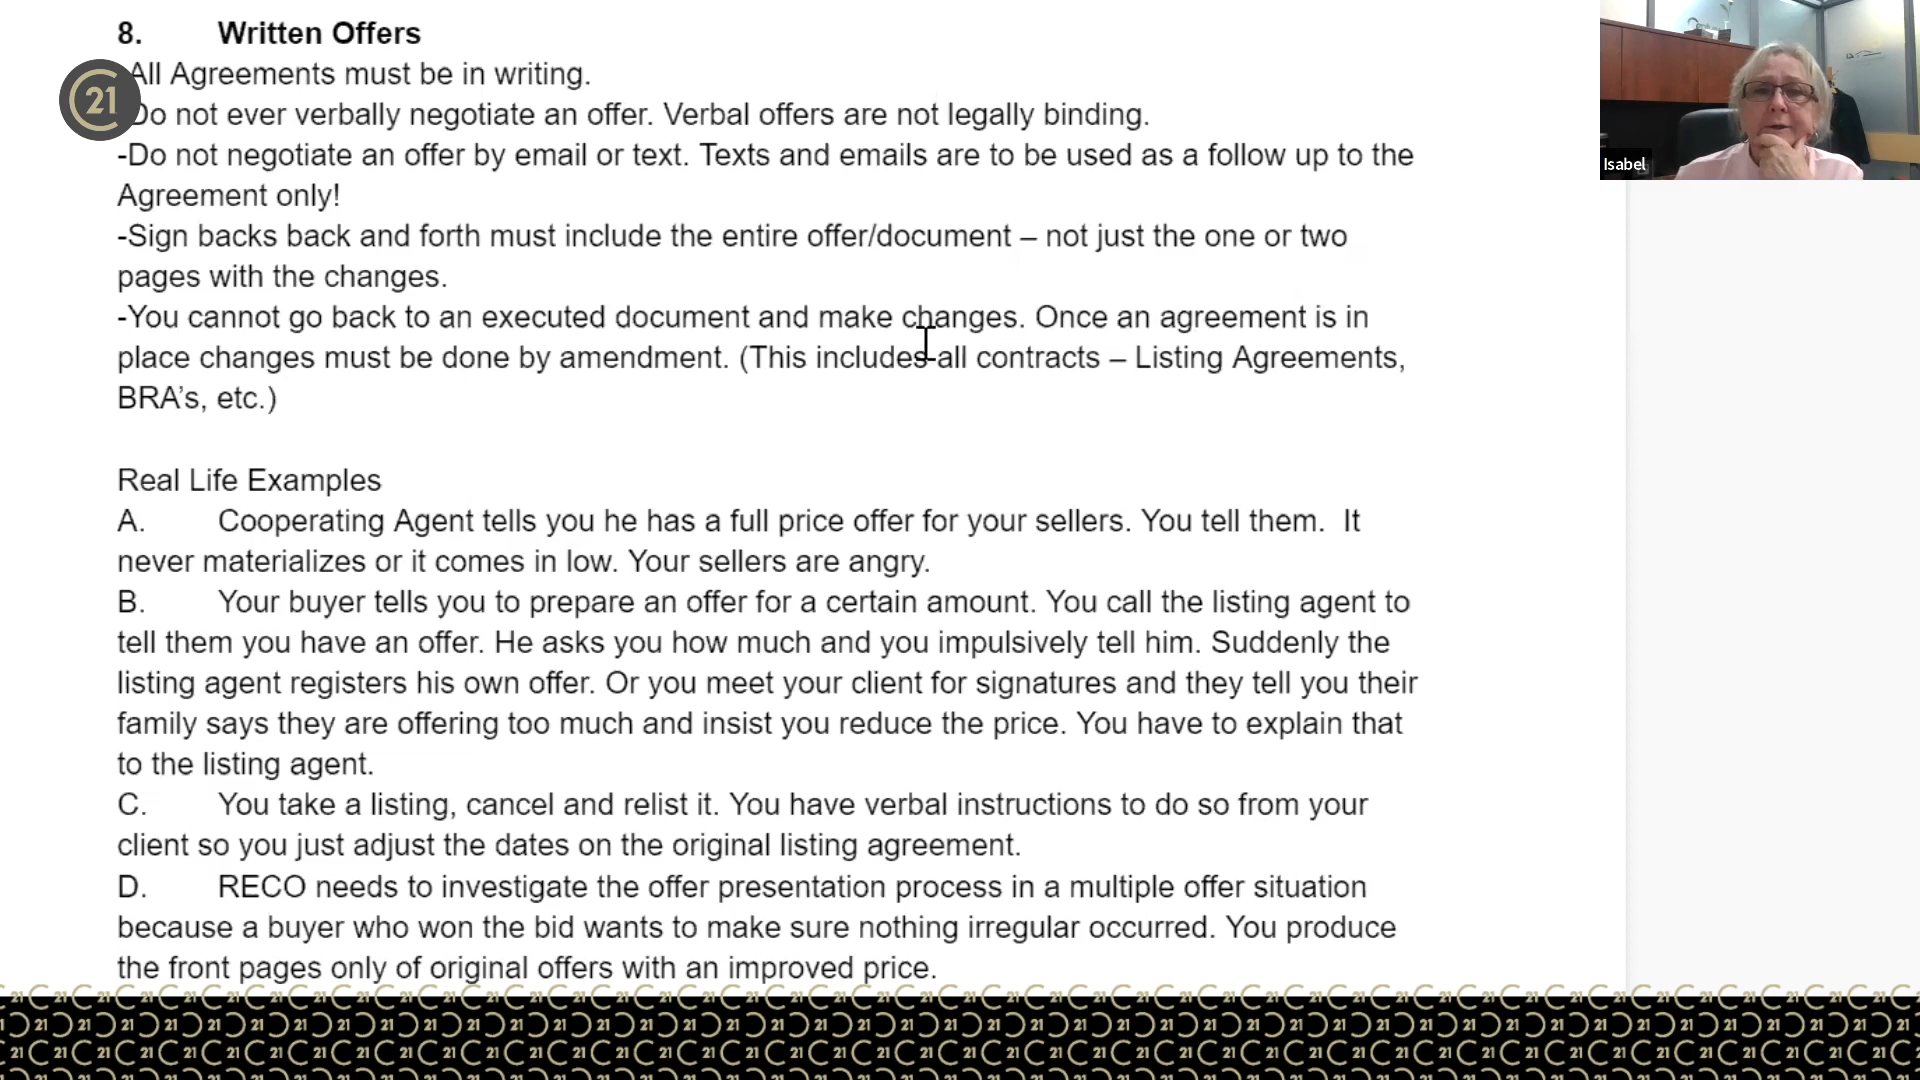 8. Written Offers
All Agreements must be in writing.
Do not ever verbally negotiate an offer. Verbal offers are not legally binding.
-Do not negotiate an offer by email or text. Texts and emails are to be used as a follow up to the
Agreement only!
-Sign backs back and forth must include the entire offer/document – not just the one or two
pages with the changes.
-You cannot go back to an executed document and make changes. Once an agreement is in
place changes must be done by amendment. (This includes all contracts – Listing Agreements,
BRA’s, etc.)
Real Life Examples
A. Cooperating Agent tells you he has a full price offer for your sellers. You tell them. It
never materializes or it comes in low. Your sellers are angry.
B. Your buyer tells you to prepare an offer for a certain amount. You call the listing agent to
tell them you have an offer. He asks you how much and you impulsively tell him. Suddenly the
listing agent registers his own offer. Or you meet your client for signatures and they tell you their
family says they are offering too much and insist you reduce the price. You have to explain that
to the listing agent.
C. You take a listing, cancel and relist it. You have verbal instructions to do so from your
client so you just adjust the dates on the original listing agreement.
D. RECO needs to investigate the offer presentation process in a multiple offer situation
because a buyer who won the bid wants to make sure nothing irregular occurred. You produce
the front pages only of original offers with an improved price.
C21
Isabel